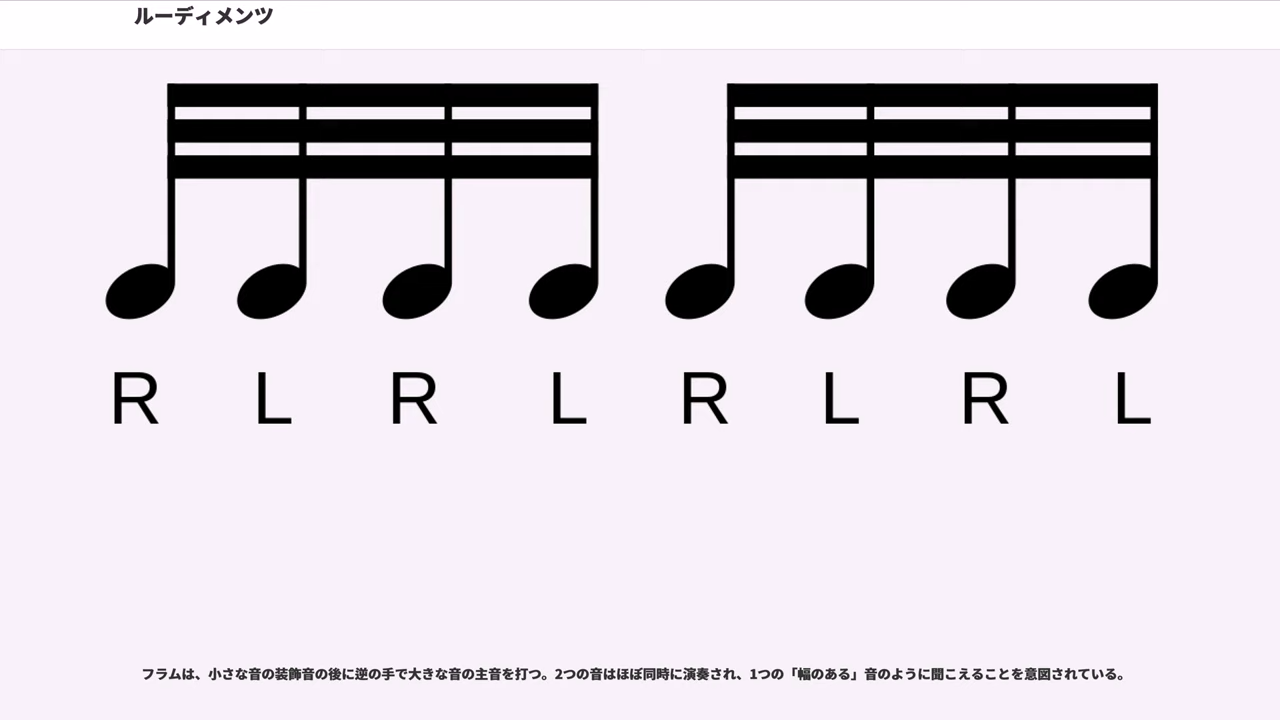 ルーディメンツ
R L R L R L R L
フラムは、小さな音の装飾音の後に逆の手で大きな音の主音を打つ。2つの音はほぼ同時に演奏され、1つの「幅のある」音のように聞こえることを意図されている。